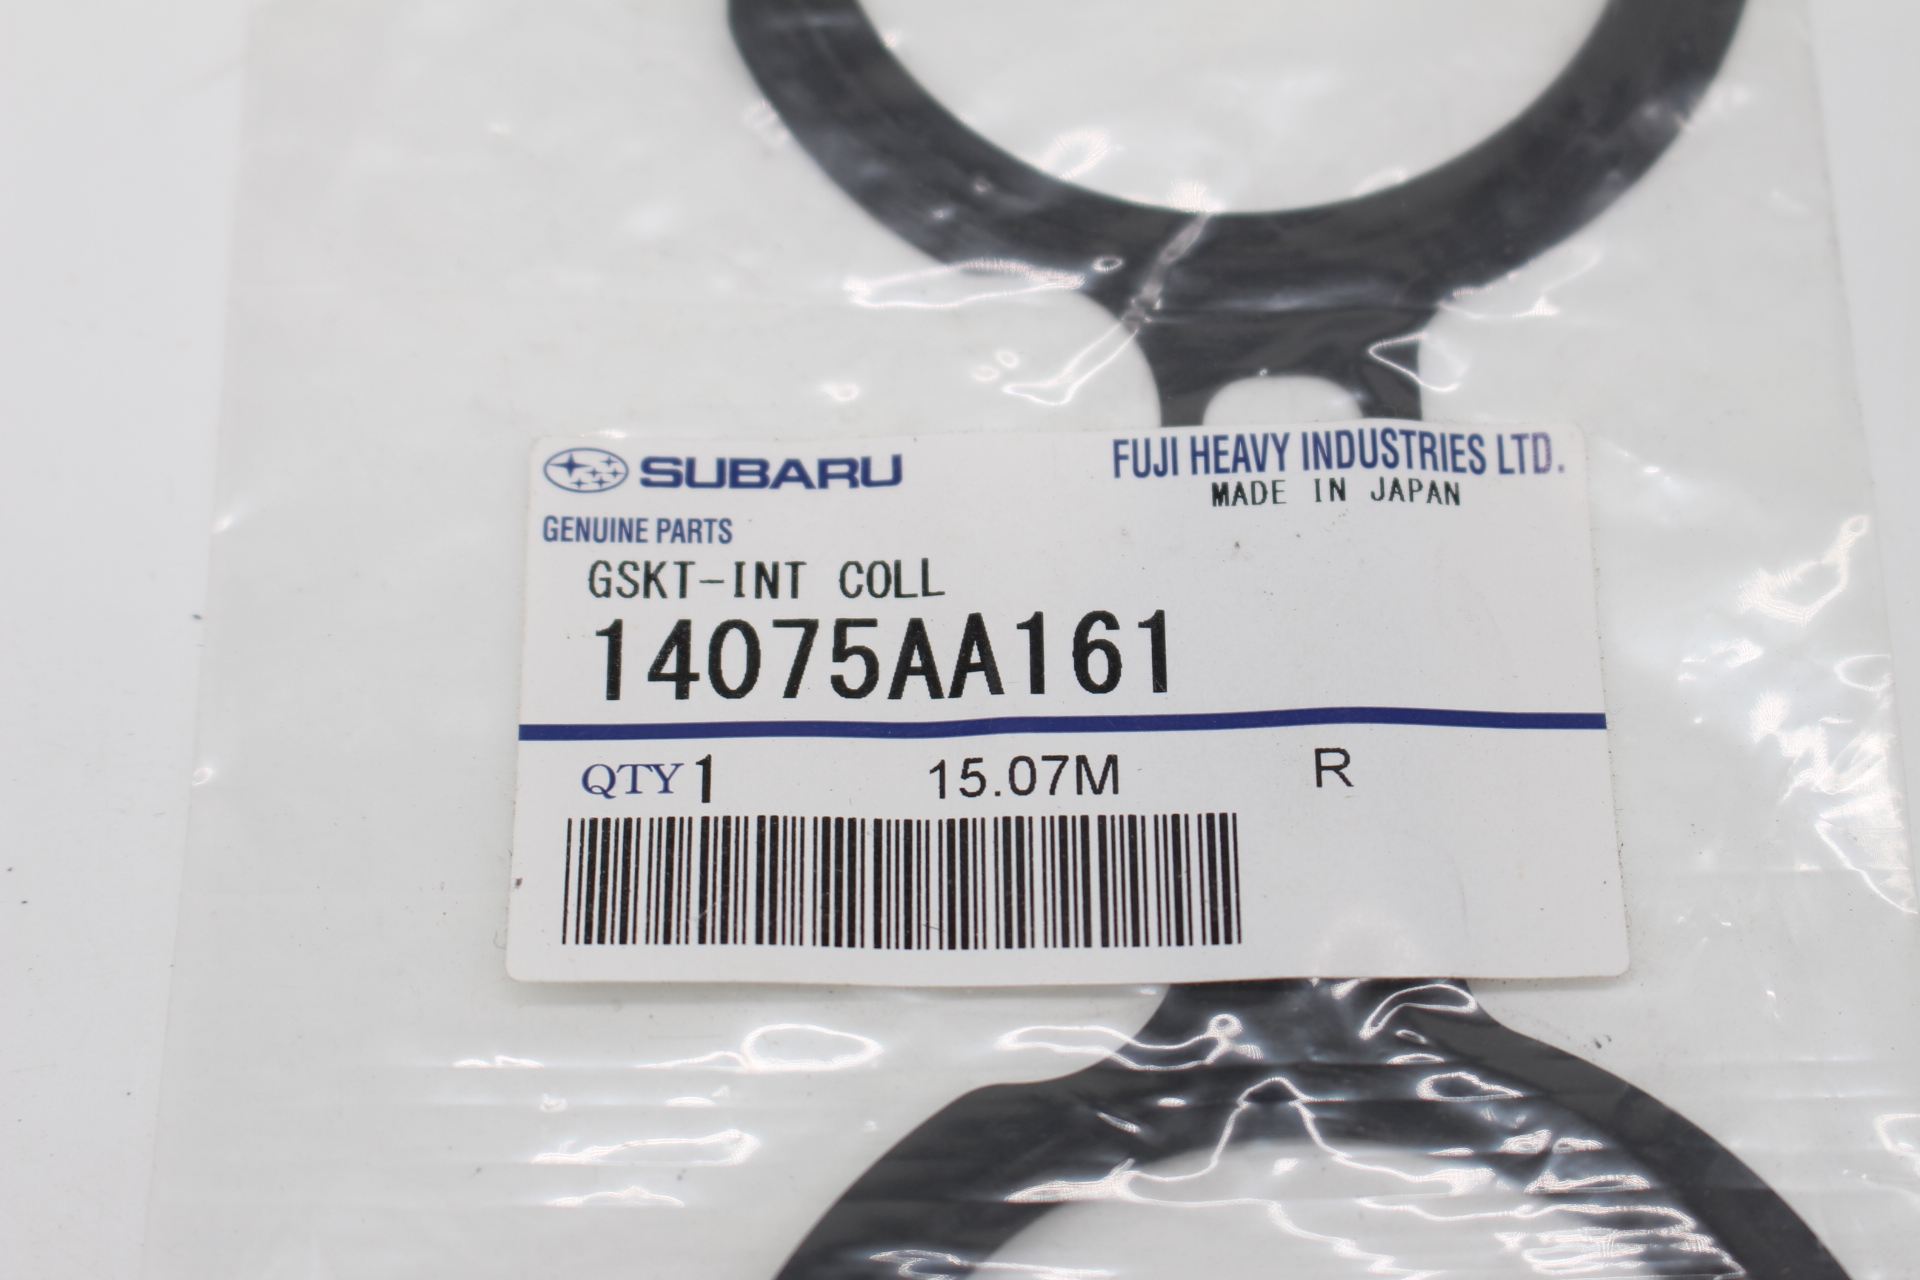 SUBARU
FUJI HEAVY INDUSTRIES LTD.
MADE IN JAPAN
GENUINE PARTS
GSKT-INT COLL
14075AA161
QTY 1 15.07M R